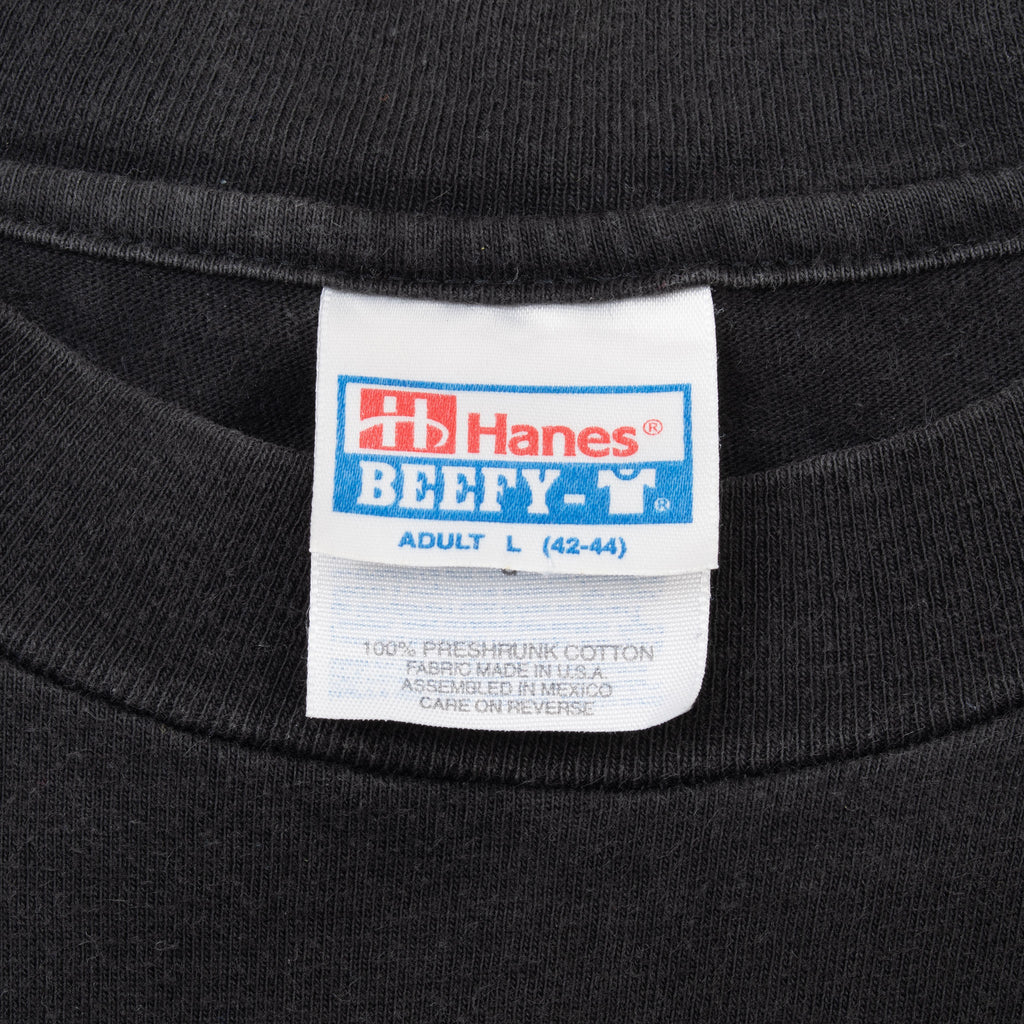 Hanes®
BEEFY-T®
ADULT L (42-44)
100% PRESHRUNK COTTON
FABRIC MADE IN U.S.A
ASSEMBLED IN MEXICO
CARE ON REVERSE